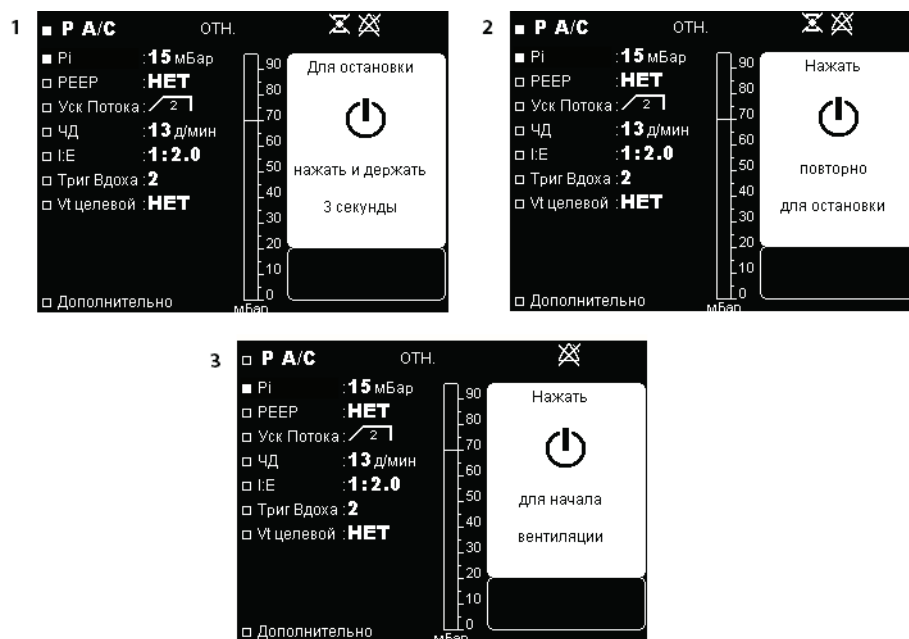 1
P A/C ОТН.
Pi :15 мБар
PEEP :НЕТ
Уск Потока : 2
ЧД :13 д/мин
I:E :1:2.0
Триг Вдоха :2
Vt целевой :НЕТ
Дополнительно
90
80
70
60
50
40
30
20
10
0
мБар
Для остановки
нажать и держать
3 секунды
2
P A/C ОТН.
Pi :15 мБар
PEEP :НЕТ
Уск Потока : 2
ЧД :13 д/мин
I:E :1:2.0
Триг Вдоха :2
Vt целевой :НЕТ
Дополнительно
90
80
70
60
50
40
30
20
10
0
мБар
Нажать
повторно
для остановки
3
P A/C ОТН.
Pi :15 мБар
PEEP :НЕТ
Уск Потока : 2
ЧД :13 д/мин
I:E :1:2.0
Триг Вдоха :2
Vt целевой :НЕТ
Дополнительно
90
80
70
60
50
40
30
20
10
0
мБар
Нажать
для начала
вентиляции